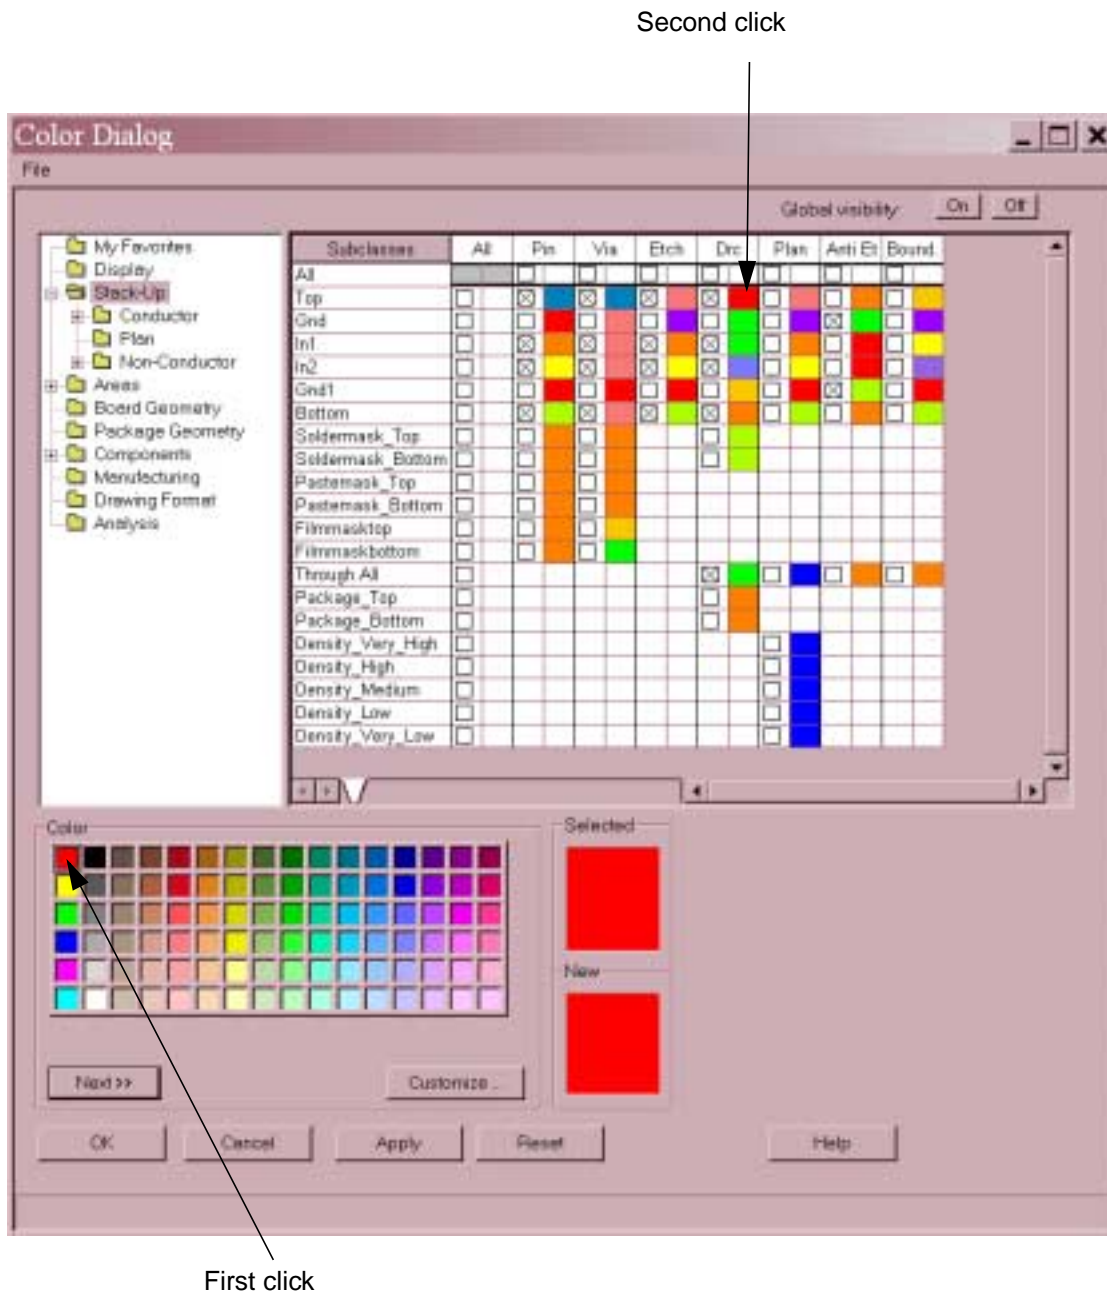 Second click
Color Dialog
File
Global visibility: On Off
My Favorites
Display
Stack-Up
Conductor
Plan
Non-Conductor
Areas
Board Geometry
Package Geometry
Components
Manufacturing
Drawing Format
Analysis
Subclasses All Pin Via Etch Drc Plan Anti Et Bound.
All
Top
Gnd
In1
In2
Gnd1
Bottom
Soldermask_Top
Soldermask_Bottom
Pastemask_Top
Pastemask_Bottom
Filmmasktop
Filmmaskbottom
Through All
Package_Top
Package_Bottom
Density_Very_High
Density_High
Density_Medium
Density_Low
Density_Very_Low
Color
Selected
New
Next >>
Customize ..
OK Cancel Apply Reset Help
First click